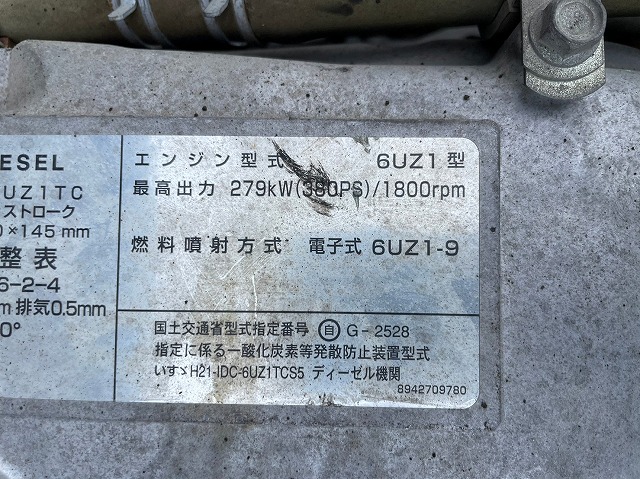 ESEL
UZ1TC
ストローク
×145 mm
整表
6-2-4
m 排気0.5mm
0°
エンジン型式 6UZ1型
最高出力 279kW(380PS)/1800rpm
燃料噴射方式 電子式 6UZ1-9
国土交通省型式指定番号 自 G-2528
指定に係る一酸化炭素等発散防止装置型式
いすゞH21-IDC-6UZ1TCS5 ディーゼル機関
8942709780